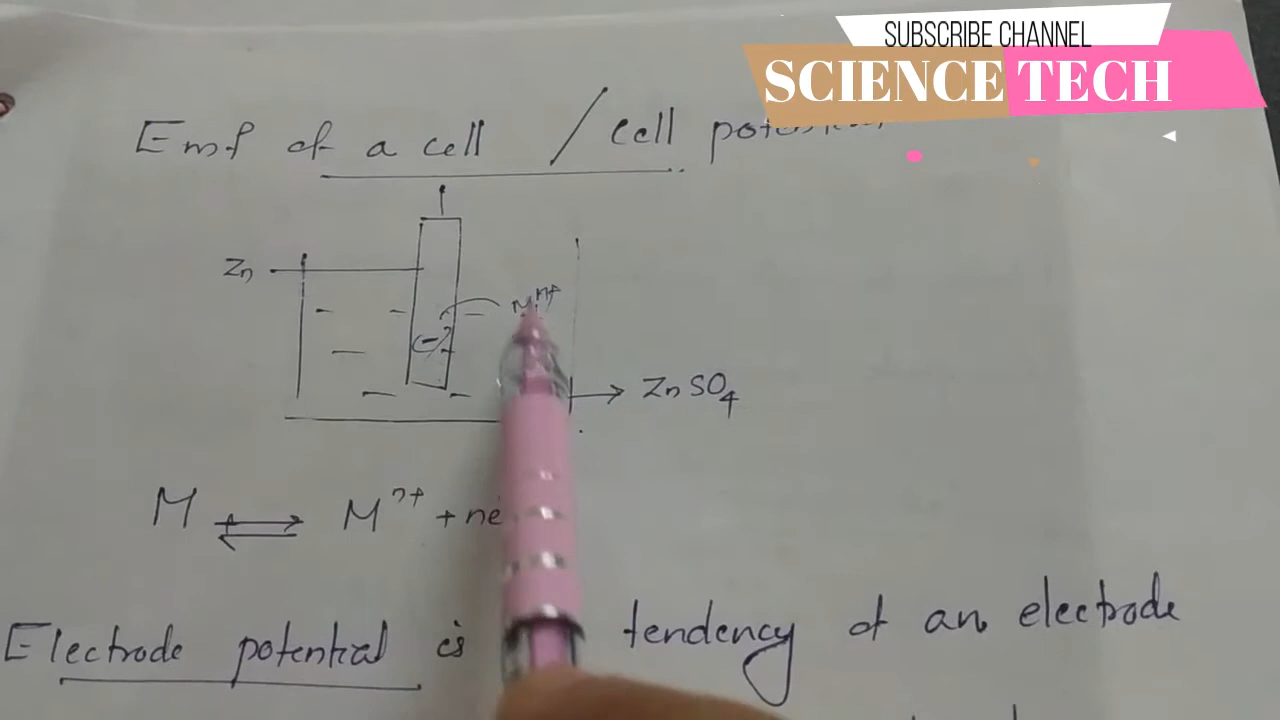 SUBSCRIBE CHANNEL
SCIENCE TECH
Emf of a cell / cell
Zn
Mn+
ZnSO4
M ⇌ Mn+ + ne
Electrode potential is tendency of an electrode